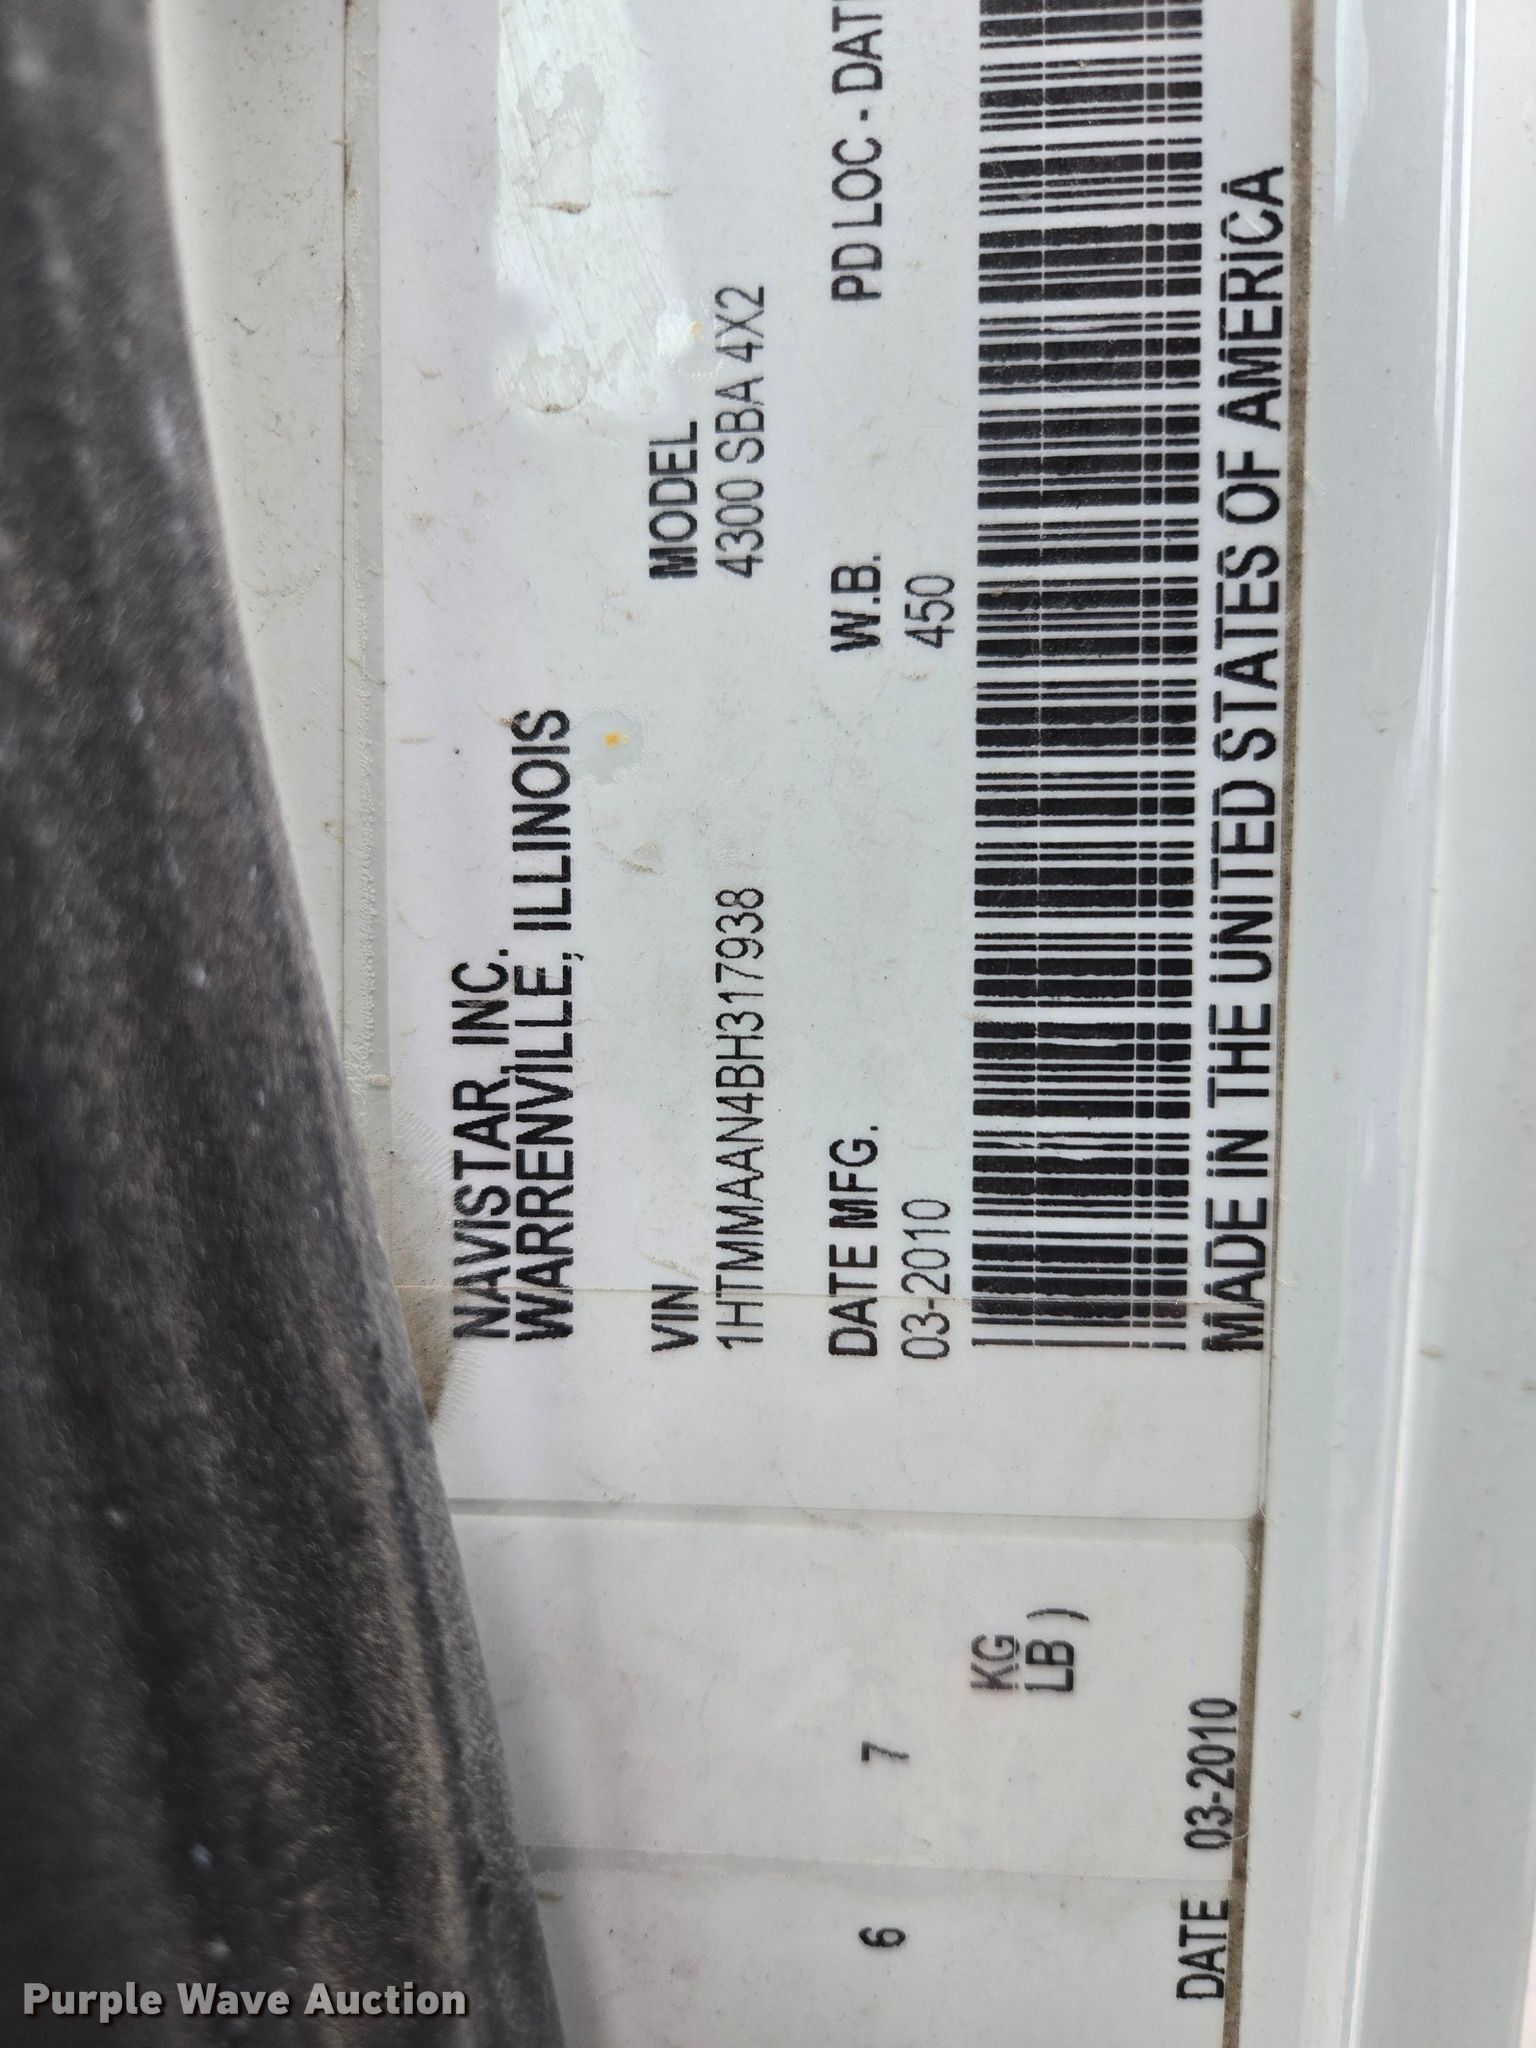 NAVISTAR, INC.
WARRENVILLE, ILLINOIS
VIN MODEL
1HTMMAAN4BH317938 4300 SBA 4X2
DATE MFG. W.B. PD LOC - DAT
03-2010 450
MADE IN THE UNITED STATES OF AMERICA
6 7
KG
LB )
DATE 03-2010
Purple Wave Auction